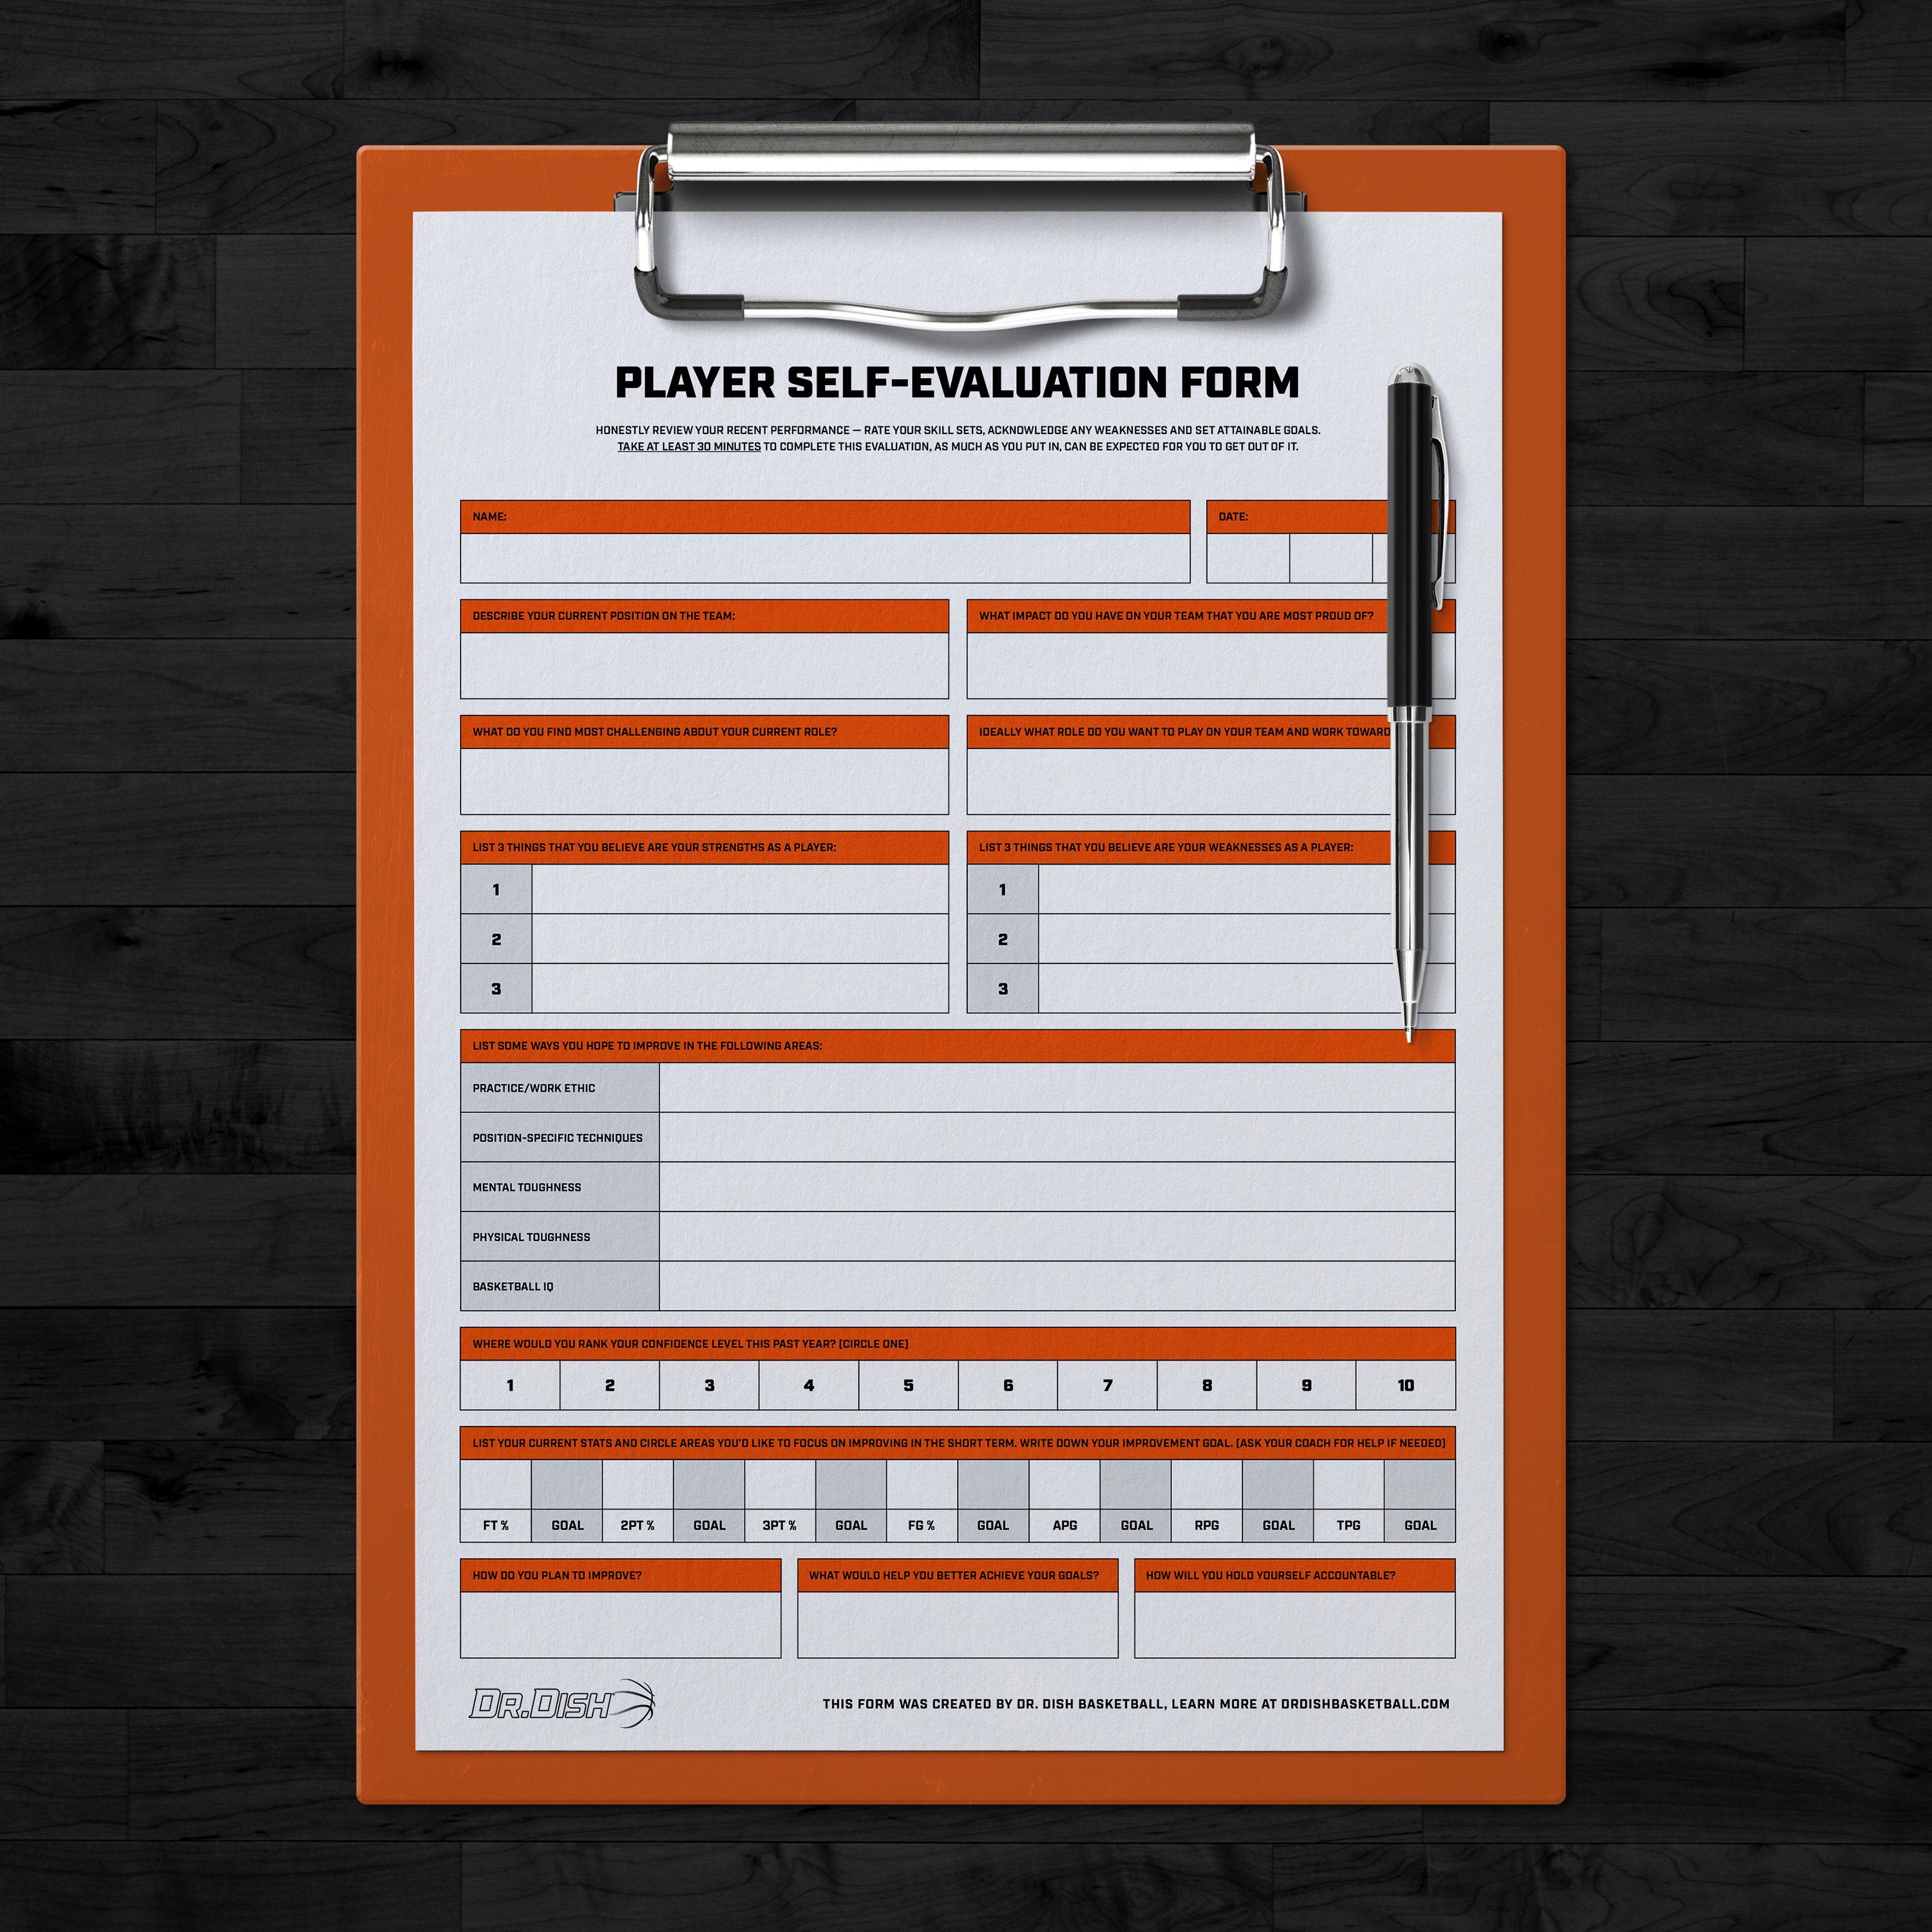 PLAYER SELF-EVALUATION FORM
HONESTLY REVIEW YOUR RECENT PERFORMANCE — RATE YOUR SKILL SETS, ACKNOWLEDGE ANY WEAKNESSES AND SET ATTAINABLE GOALS.
TAKE AT LEAST 30 MINUTES TO COMPLETE THIS EVALUATION, AS MUCH AS YOU PUT IN, CAN BE EXPECTED FOR YOU TO GET OUT OF IT.
NAME: DATE:
DESCRIBE YOUR CURRENT POSITION ON THE TEAM: WHAT IMPACT DO YOU HAVE ON YOUR TEAM THAT YOU ARE MOST PROUD OF?
WHAT DO YOU FIND MOST CHALLENGING ABOUT YOUR CURRENT ROLE? IDEALLY WHAT ROLE DO YOU WANT TO PLAY ON YOUR TEAM AND WORK TOWARD
LIST 3 THINGS THAT YOU BELIEVE ARE YOUR STRENGTHS AS A PLAYER: LIST 3 THINGS THAT YOU BELIEVE ARE YOUR WEAKNESSES AS A PLAYER:
1 1
2 2
3 3
LIST SOME WAYS YOU HOPE TO IMPROVE IN THE FOLLOWING AREAS:
PRACTICE/WORK ETHIC
POSITION-SPECIFIC TECHNIQUES
MENTAL TOUGHNESS
PHYSICAL TOUGHNESS
BASKETBALL IQ
WHERE WOULD YOU RANK YOUR CONFIDENCE LEVEL THIS PAST YEAR? (CIRCLE ONE)
1 2 3 4 5 6 7 8 9 10
LIST YOUR CURRENT STATS AND CIRCLE AREAS YOU'D LIKE TO FOCUS ON IMPROVING IN THE SHORT TERM. WRITE DOWN YOUR IMPROVEMENT GOAL. (ASK YOUR COACH FOR HELP IF NEEDED)
FT % GOAL 2PT % GOAL 3PT % GOAL FG % GOAL APG GOAL RPG GOAL TPG GOAL
HOW DO YOU PLAN TO IMPROVE? WHAT WOULD HELP YOU BETTER ACHIEVE YOUR GOALS? HOW WILL YOU HOLD YOURSELF ACCOUNTABLE?
DR.DISH THIS FORM WAS CREATED BY DR. DISH BASKETBALL, LEARN MORE AT DRDISHBASKETBALL.COM